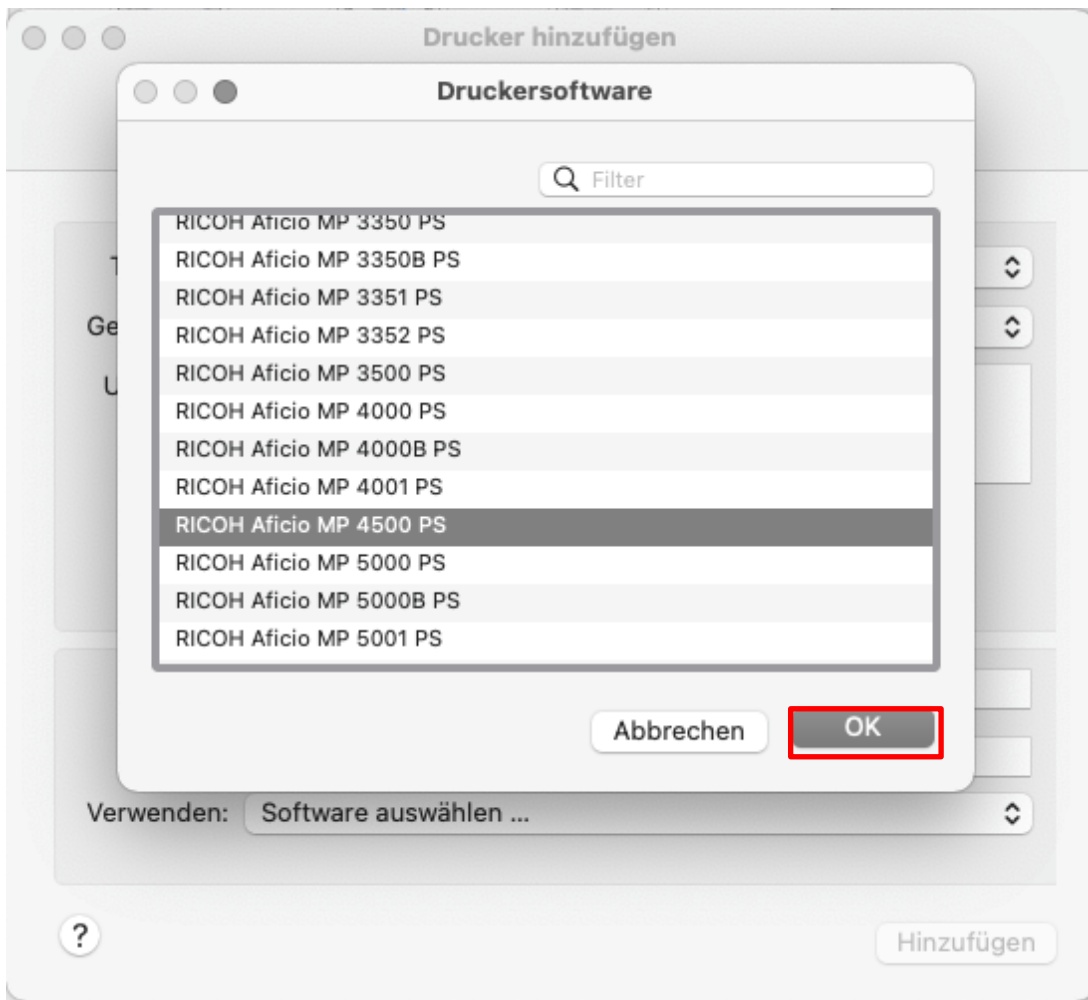 Drucker hinzufügen
Druckersoftware
Filter
RICOH Aficio MP 3350 PS
RICOH Aficio MP 3350B PS
RICOH Aficio MP 3351 PS
RICOH Aficio MP 3352 PS
Ge
RICOH Aficio MP 3500 PS
RICOH Aficio MP 4000 PS
RICOH Aficio MP 4000B PS
RICOH Aficio MP 4001 PS
RICOH Aficio MP 4500 PS
RICOH Aficio MP 5000 PS
RICOH Aficio MP 5000B PS
RICOH Aficio MP 5001 PS
Abbrechen OK
Verwenden: Software auswählen ...
? Hinzufügen